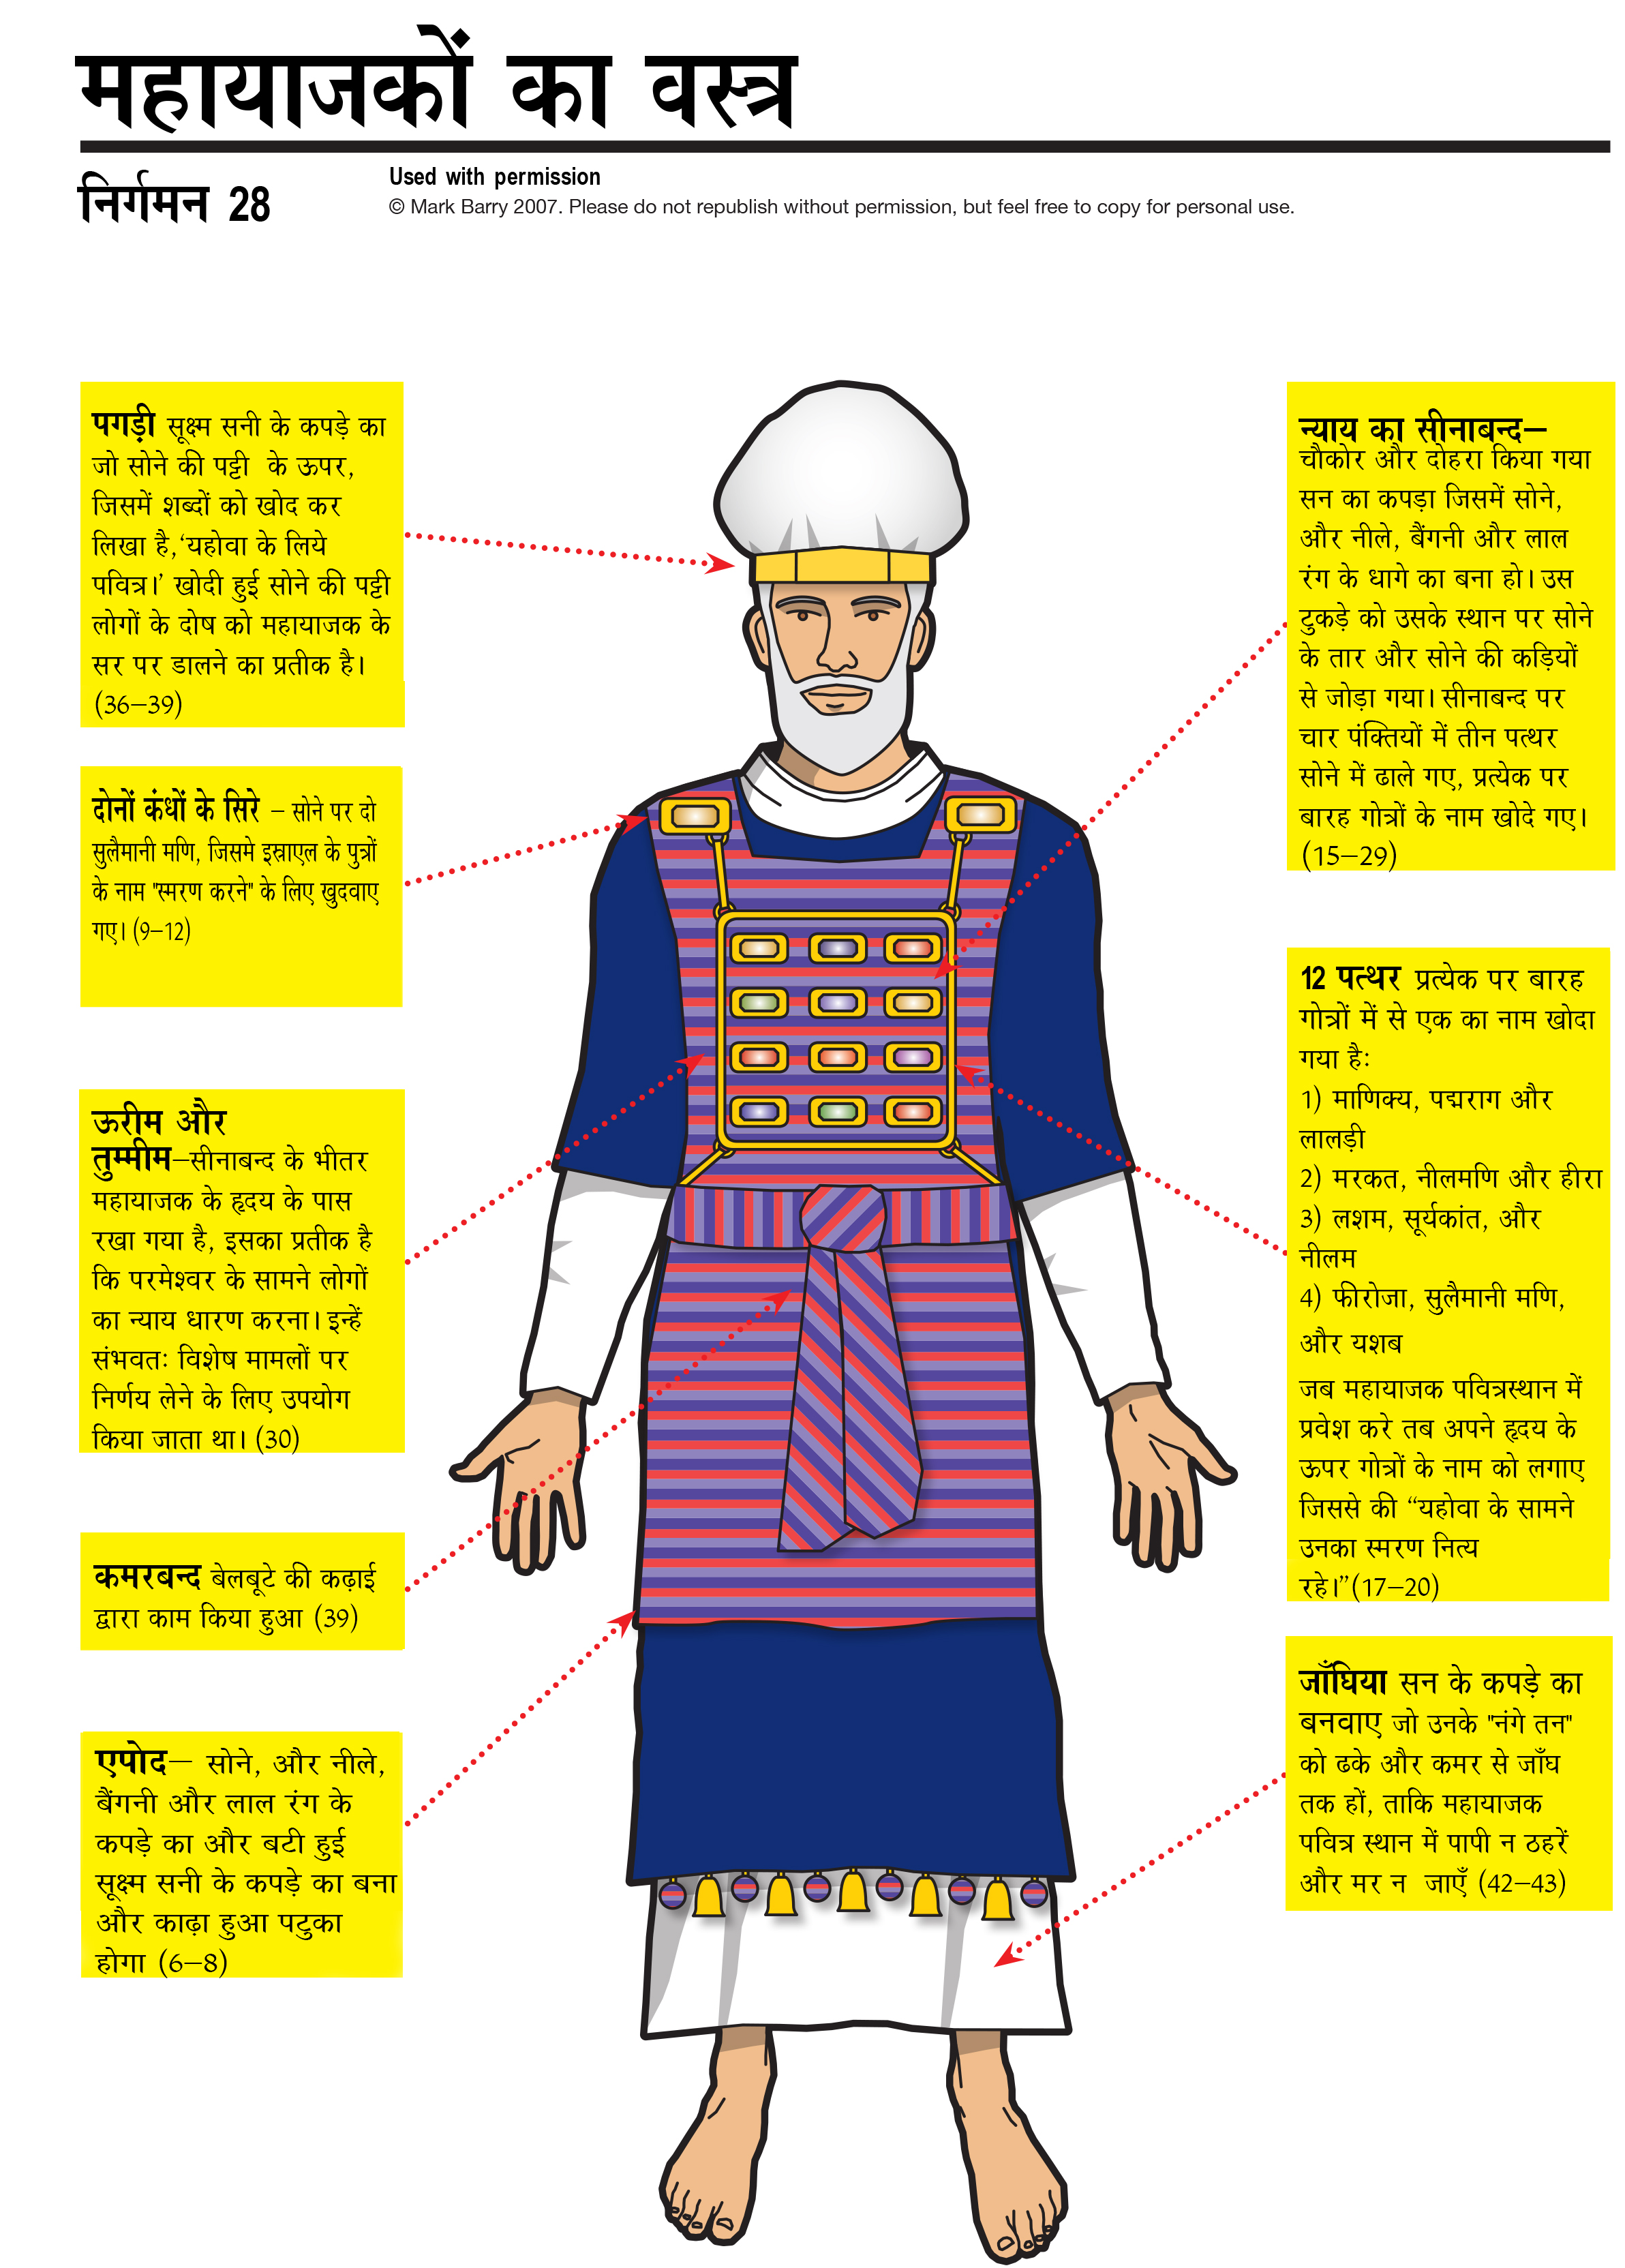 महायाजकों का वस्त्र
निर्गमन 28
Used with permission
© Mark Barry 2007. Please do not republish without permission, but feel free to copy for personal use.
पगड़ी सूक्ष्म सनी के कपड़े का
जो सोने की पट्टी के ऊपर,
जिसमें शब्दों को खोद कर
लिखा है,‘यहोवा के लिये
पवित्र।’ खोदी हुई सोने की पट्टी
लोगों के दोष को महायाजक के
सर पर डालने का प्रतीक है।
(36–39)
दोनों कंधों के सिरे – सोने पर दो
सुलैमानी मणि, जिसमे इस्राएल के पुत्रों
के नाम "स्मरण करने" के लिए खुदवाए
गए। (9–12)
ऊरीम और
तुम्मीम–सीनाबन्द के भीतर
महायाजक के हृदय के पास
रखा गया है, इसका प्रतीक है
कि परमेश्वर के सामने लोगों
का न्याय धारण करना। इन्हें
संभवतः विशेष मामलों पर
निर्णय लेने के लिए उपयोग
किया जाता था। (30)
कमरबन्द बेलबूटे की कढ़ाई
द्वारा काम किया हुआ (39)
एपोद– सोने, और नीले,
बैंगनी और लाल रंग के
कपड़े का और बटी हुई
सूक्ष्म सनी के कपड़े का बना
और काढ़ा हुआ पटुका
होगा (6–8)
न्याय का सीनाबन्द–
चौकोर और दोहरा किया गया
सन का कपड़ा जिसमें सोने,
और नीले, बैंगनी और लाल
रंग के धागे का बना हो। उस
टुकड़े को उसके स्थान पर सोने
के तार और सोने की कड़ियों
से जोड़ा गया। सीनाबन्द पर
चार पंक्तियों में तीन पत्थर
सोने में ढाले गए, प्रत्येक पर
बारह गोत्रों के नाम खोदे गए।
(15–29)
12 पत्थर प्रत्येक पर बारह
गोत्रों में से एक का नाम खोदा
गया है:
1) माणिक्य, पद्मराग और
लालड़ी
2) मरकत, नीलमणि और हीरा
3) लशम, सूर्यकांत, और
नीलम
4) फीरोजा, सुलैमानी मणि,
और यशब
जब महायाजक पवित्रस्थान में
प्रवेश करे तब अपने हृदय के
ऊपर गोत्रों के नाम को लगाए
जिससे की “यहोवा के सामने
उनका स्मरण नित्य
रहे।”(17–20)
जाँघिया सन के कपड़े का
बनवाए जो उनके "नंगे तन"
को ढके और कमर से जाँघ
तक हों, ताकि महायाजक
पवित्र स्थान में पापी न ठहरें
और मर न जाएँ (42–43)